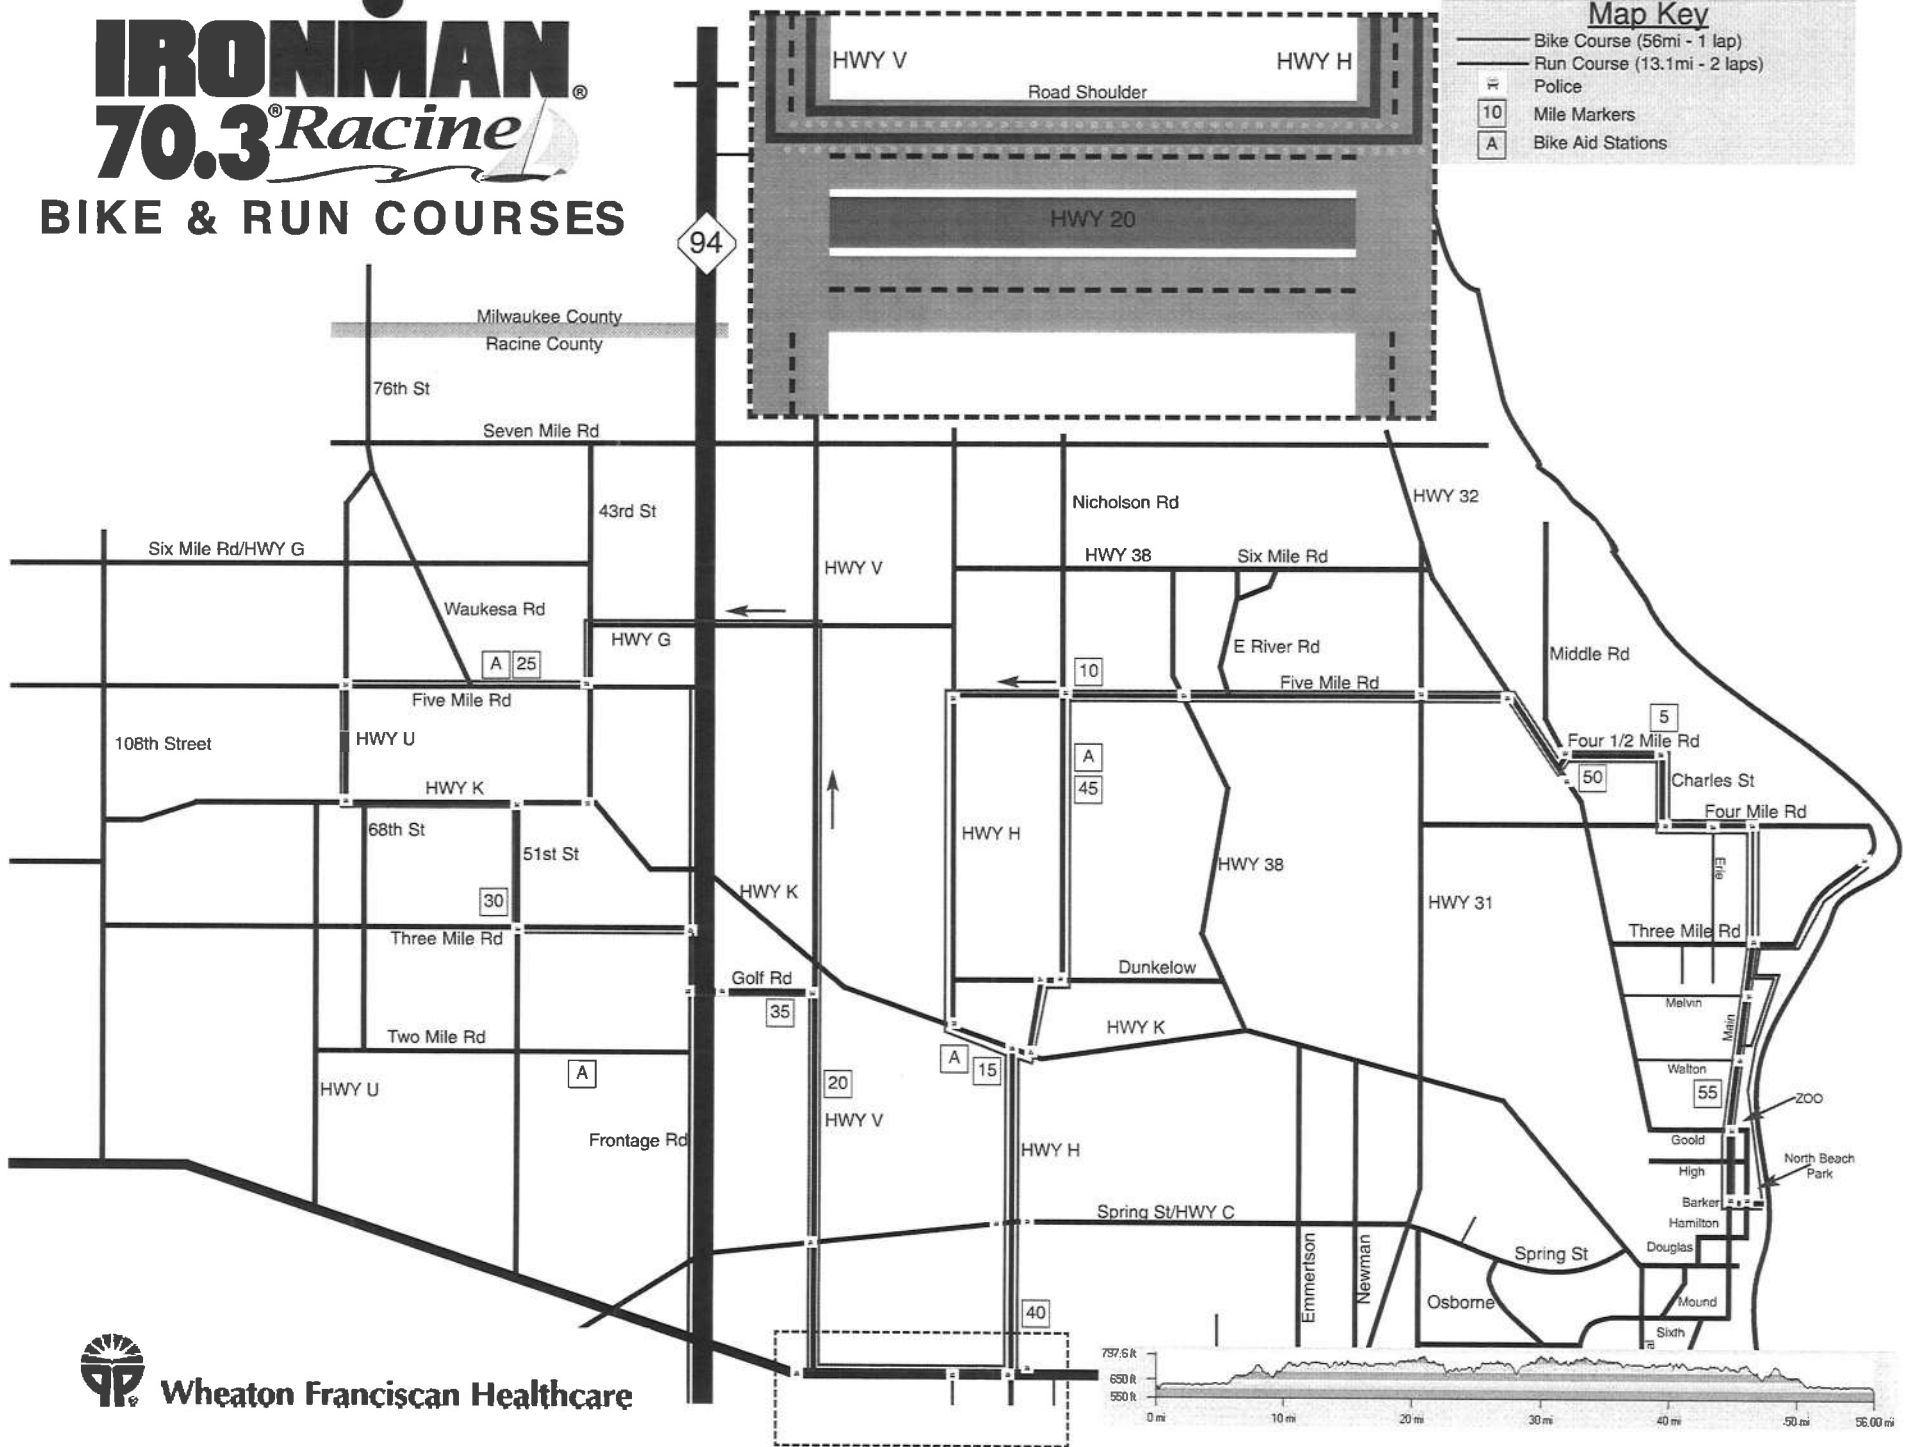 IRONMAN®
70.3® Racine
BIKE & RUN COURSES
94
HWY V
HWY H
Road Shoulder
HWY 20
Map Key
Bike Course (56mi - 1 lap)
Run Course (13.1mi - 2 laps)
Police
10 Mile Markers
A Bike Aid Stations
Milwaukee County
Racine County
76th St
Seven Mile Rd
43rd St
Nicholson Rd
HWY 32
Six Mile Rd/HWY G
HWY V
HWY 38
Six Mile Rd
Waukesa Rd
HWY G
E River Rd
Middle Rd
A 25
10
Five Mile Rd
Five Mile Rd
5
108th Street
HWY U
Four 1/2 Mile Rd
A
45
50
Charles St
HWY K
Four Mile Rd
68th St
51st St
HWY H
HWY 38
Erie
HWY K
30
HWY 31
Three Mile Rd
Three Mile Rd
Golf Rd
Dunkelow
35
Melvin
Main
Two Mile Rd
HWY K
A
A
15
Walton
HWY U
20
55
ZOO
HWY V
Frontage Rd
HWY H
Goold
High
North Beach
Park
Barker
Spring St/HWY C
Hamilton
Douglas
Spring St
Emmertson
Newman
Osborne
Mound
40
Sixth
al
Wheaton Franciscan Healthcare
797.6 ft
650 ft
550 ft
0 mi
10 mi
20 mi
30 mi
40 mi
50 mi
56.00 mi